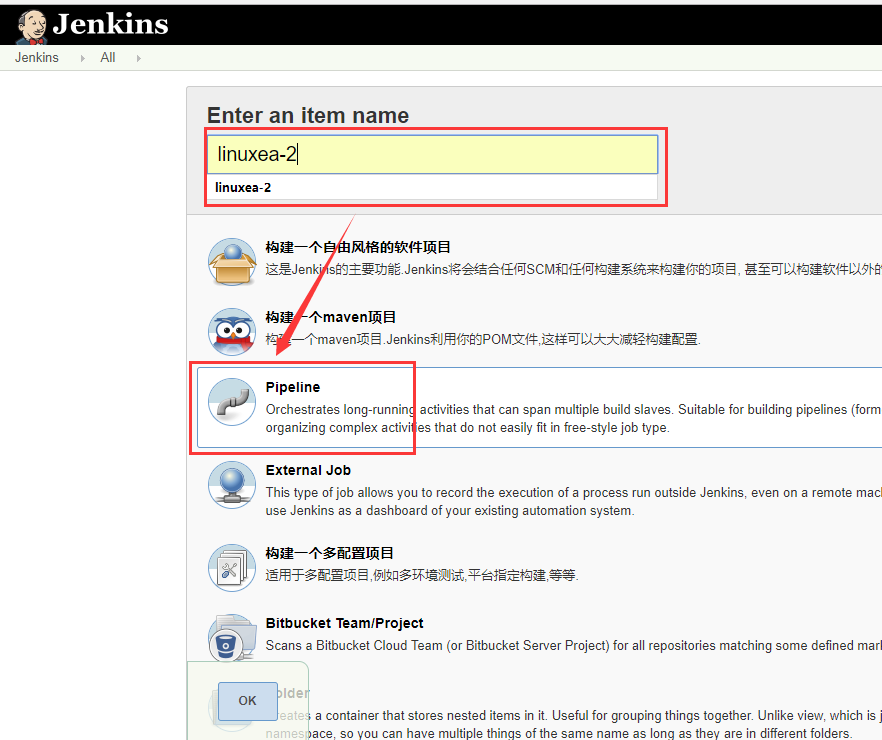 Jenkins
Jenkins All
Enter an item name
linuxea-2
linuxea-2
构建一个自由风格的软件项目
这是Jenkins的主要功能.Jenkins将会结合任何SCM和任何构建系统来构建你的项目, 甚至可以构建软件以外的
构建一个maven项目
构建一个maven项目.Jenkins利用你的POM文件,这样可以大大减轻构建配置.
Pipeline
Orchestrates long-running activities that can span multiple build slaves. Suitable for building pipelines (form
organizing complex activities that do not easily fit in free-style job type.
External Job
This type of job allows you to record the execution of a process run outside Jenkins, even on a remote mac
use Jenkins as a dashboard of your existing automation system.
构建一个多配置项目
适用于多配置项目,例如多环境测试,平台指定构建,等等.
Bitbucket Team/Project
Scans a Bitbucket Cloud Team (or Bitbucket Server Project) for all repositories matching some defined mark
Folder
OK
Creates a container that stores nested items in it. Useful for grouping things together. Unlike view, which is j
namespace, so you can have multiple things of the same name as long as they are in different folders.